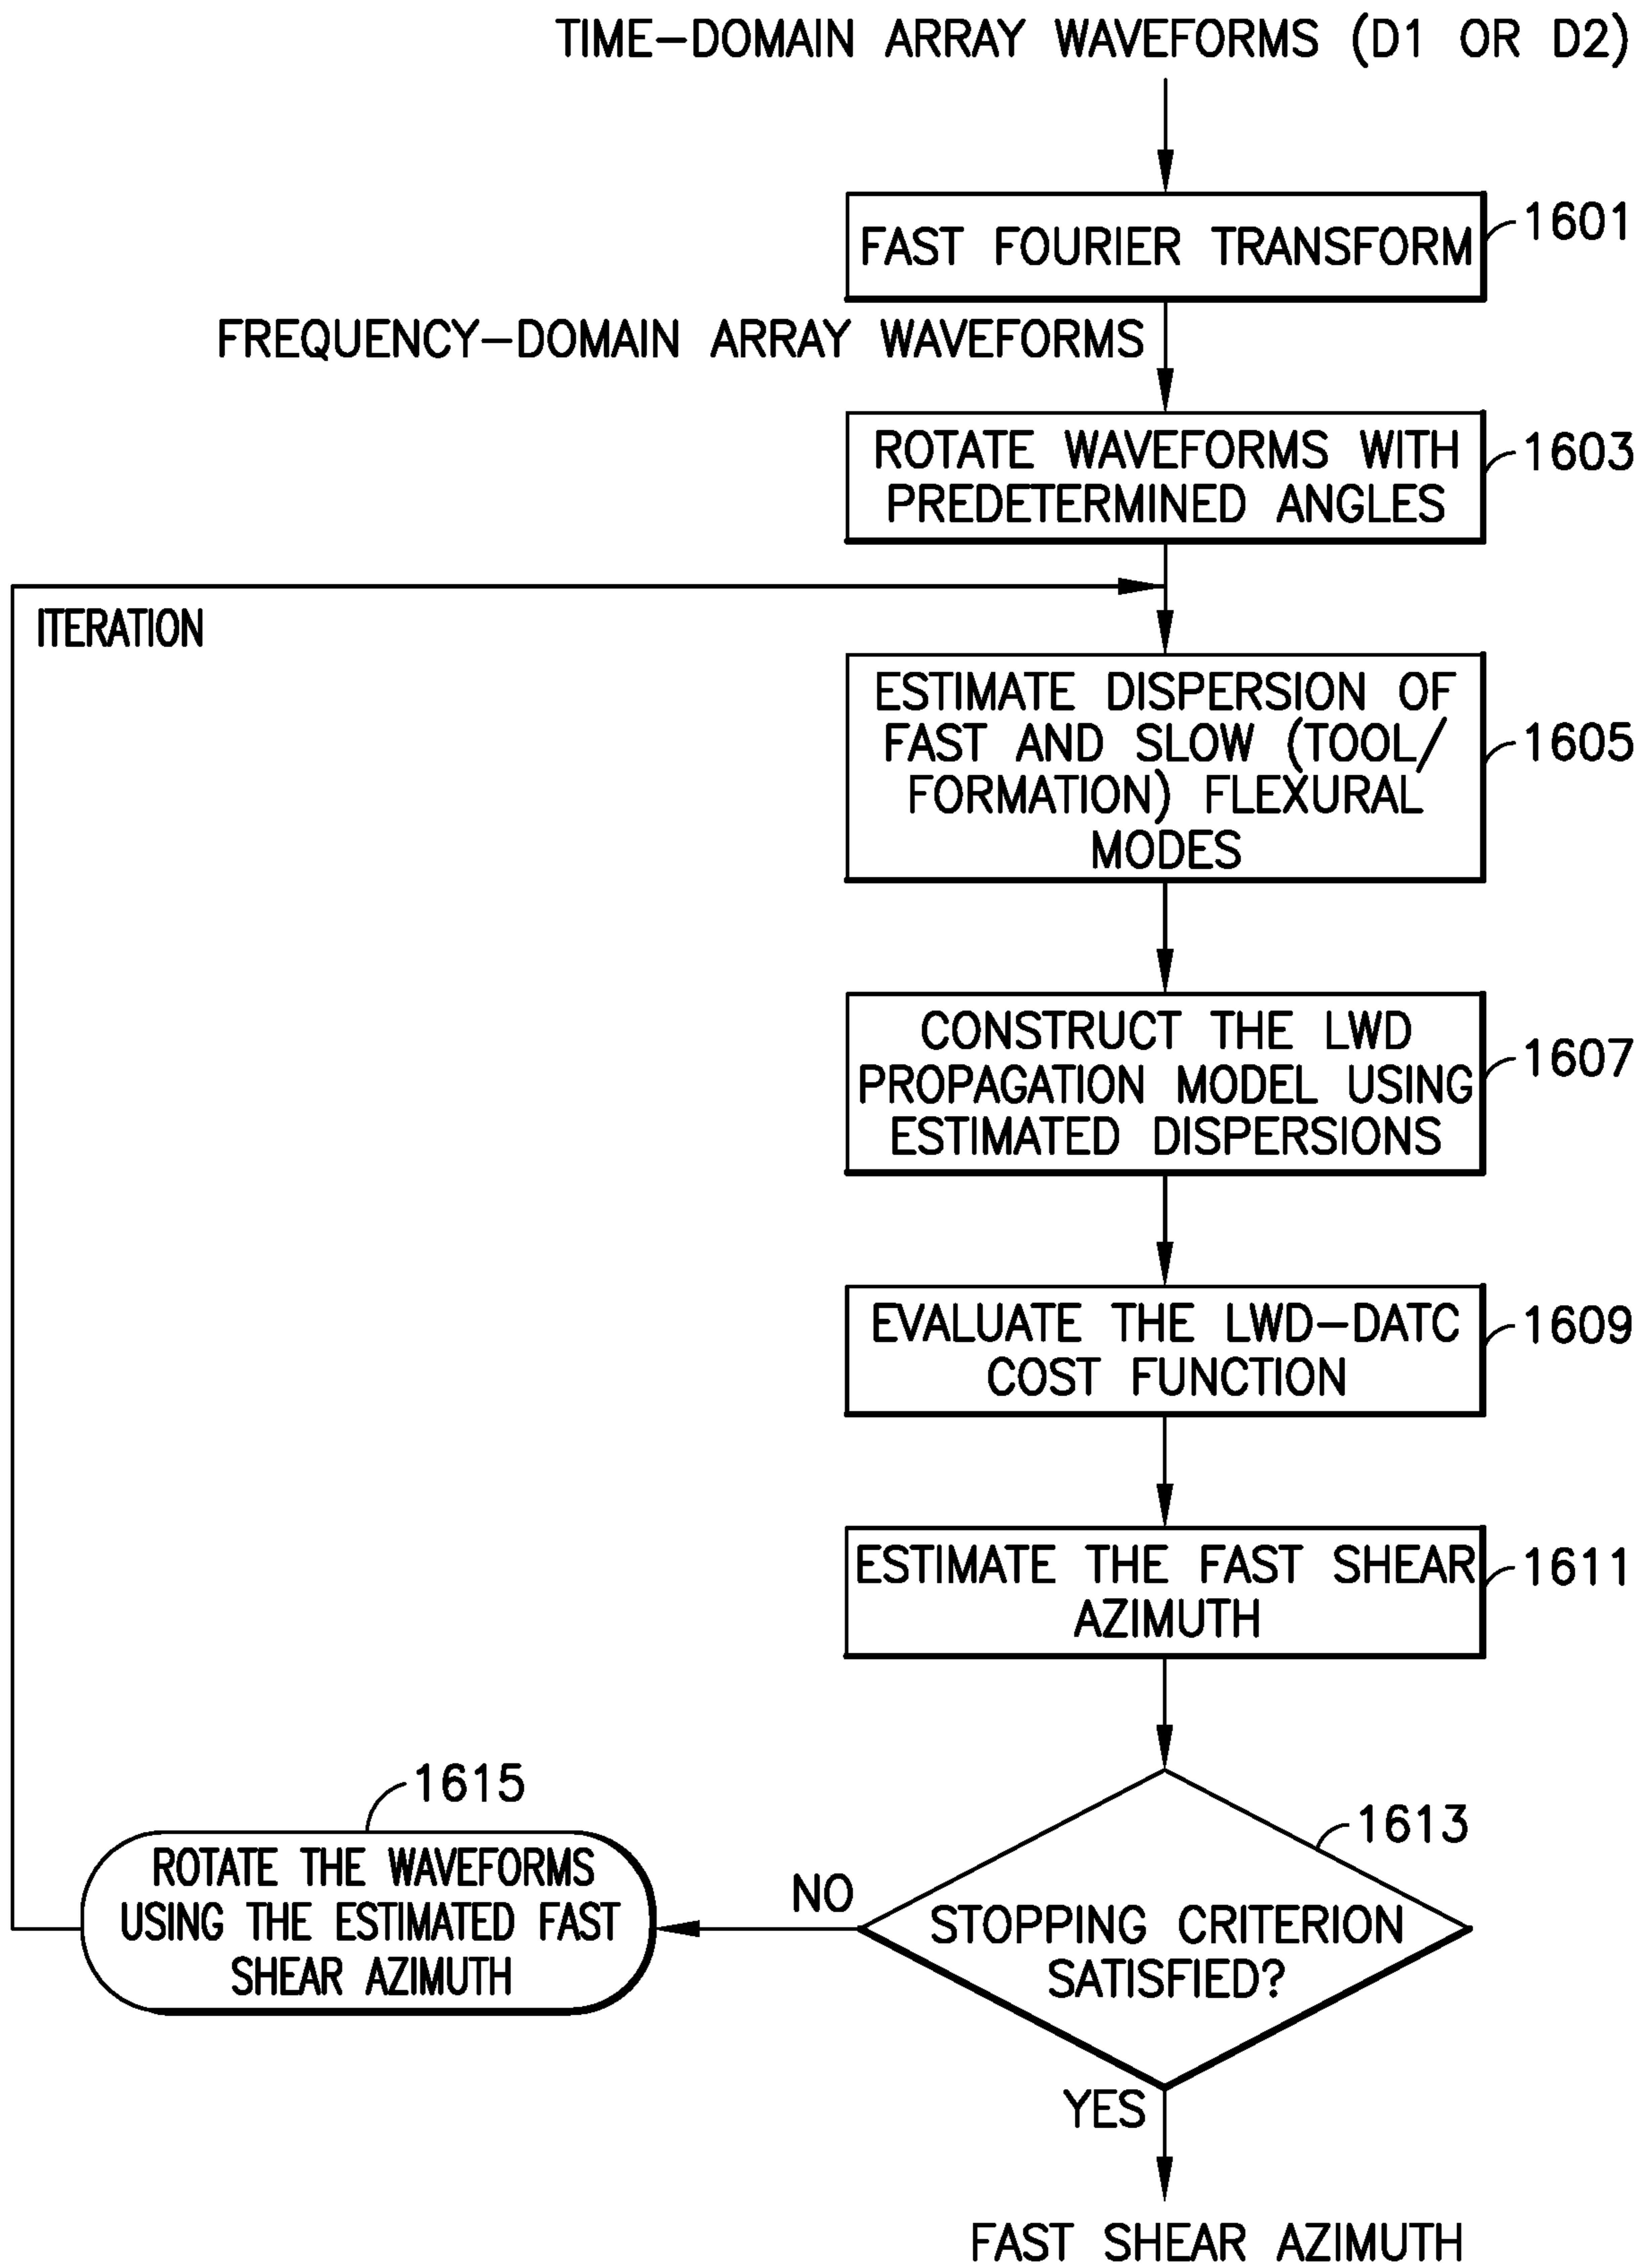 TIME-DOMAIN ARRAY WAVEFORMS (D1 OR D2)
FAST FOURIER TRANSFORM
1601
FREQUENCY-DOMAIN ARRAY WAVEFORMS
ROTATE WAVEFORMS WITH
PREDETERMINED ANGLES
1603
ITERATION
ESTIMATE DISPERSION OF
FAST AND SLOW (TOOL/
FORMATION) FLEXURAL
MODES
1605
CONSTRUCT THE LWD
PROPAGATION MODEL USING
ESTIMATED DISPERSIONS
1607
EVALUATE THE LWD-DATC
COST FUNCTION
1609
ESTIMATE THE FAST SHEAR
AZIMUTH
1611
1613
STOPPING CRITERION
SATISFIED?
NO
1615
ROTATE THE WAVEFORMS
USING THE ESTIMATED FAST
SHEAR AZIMUTH
YES
FAST SHEAR AZIMUTH